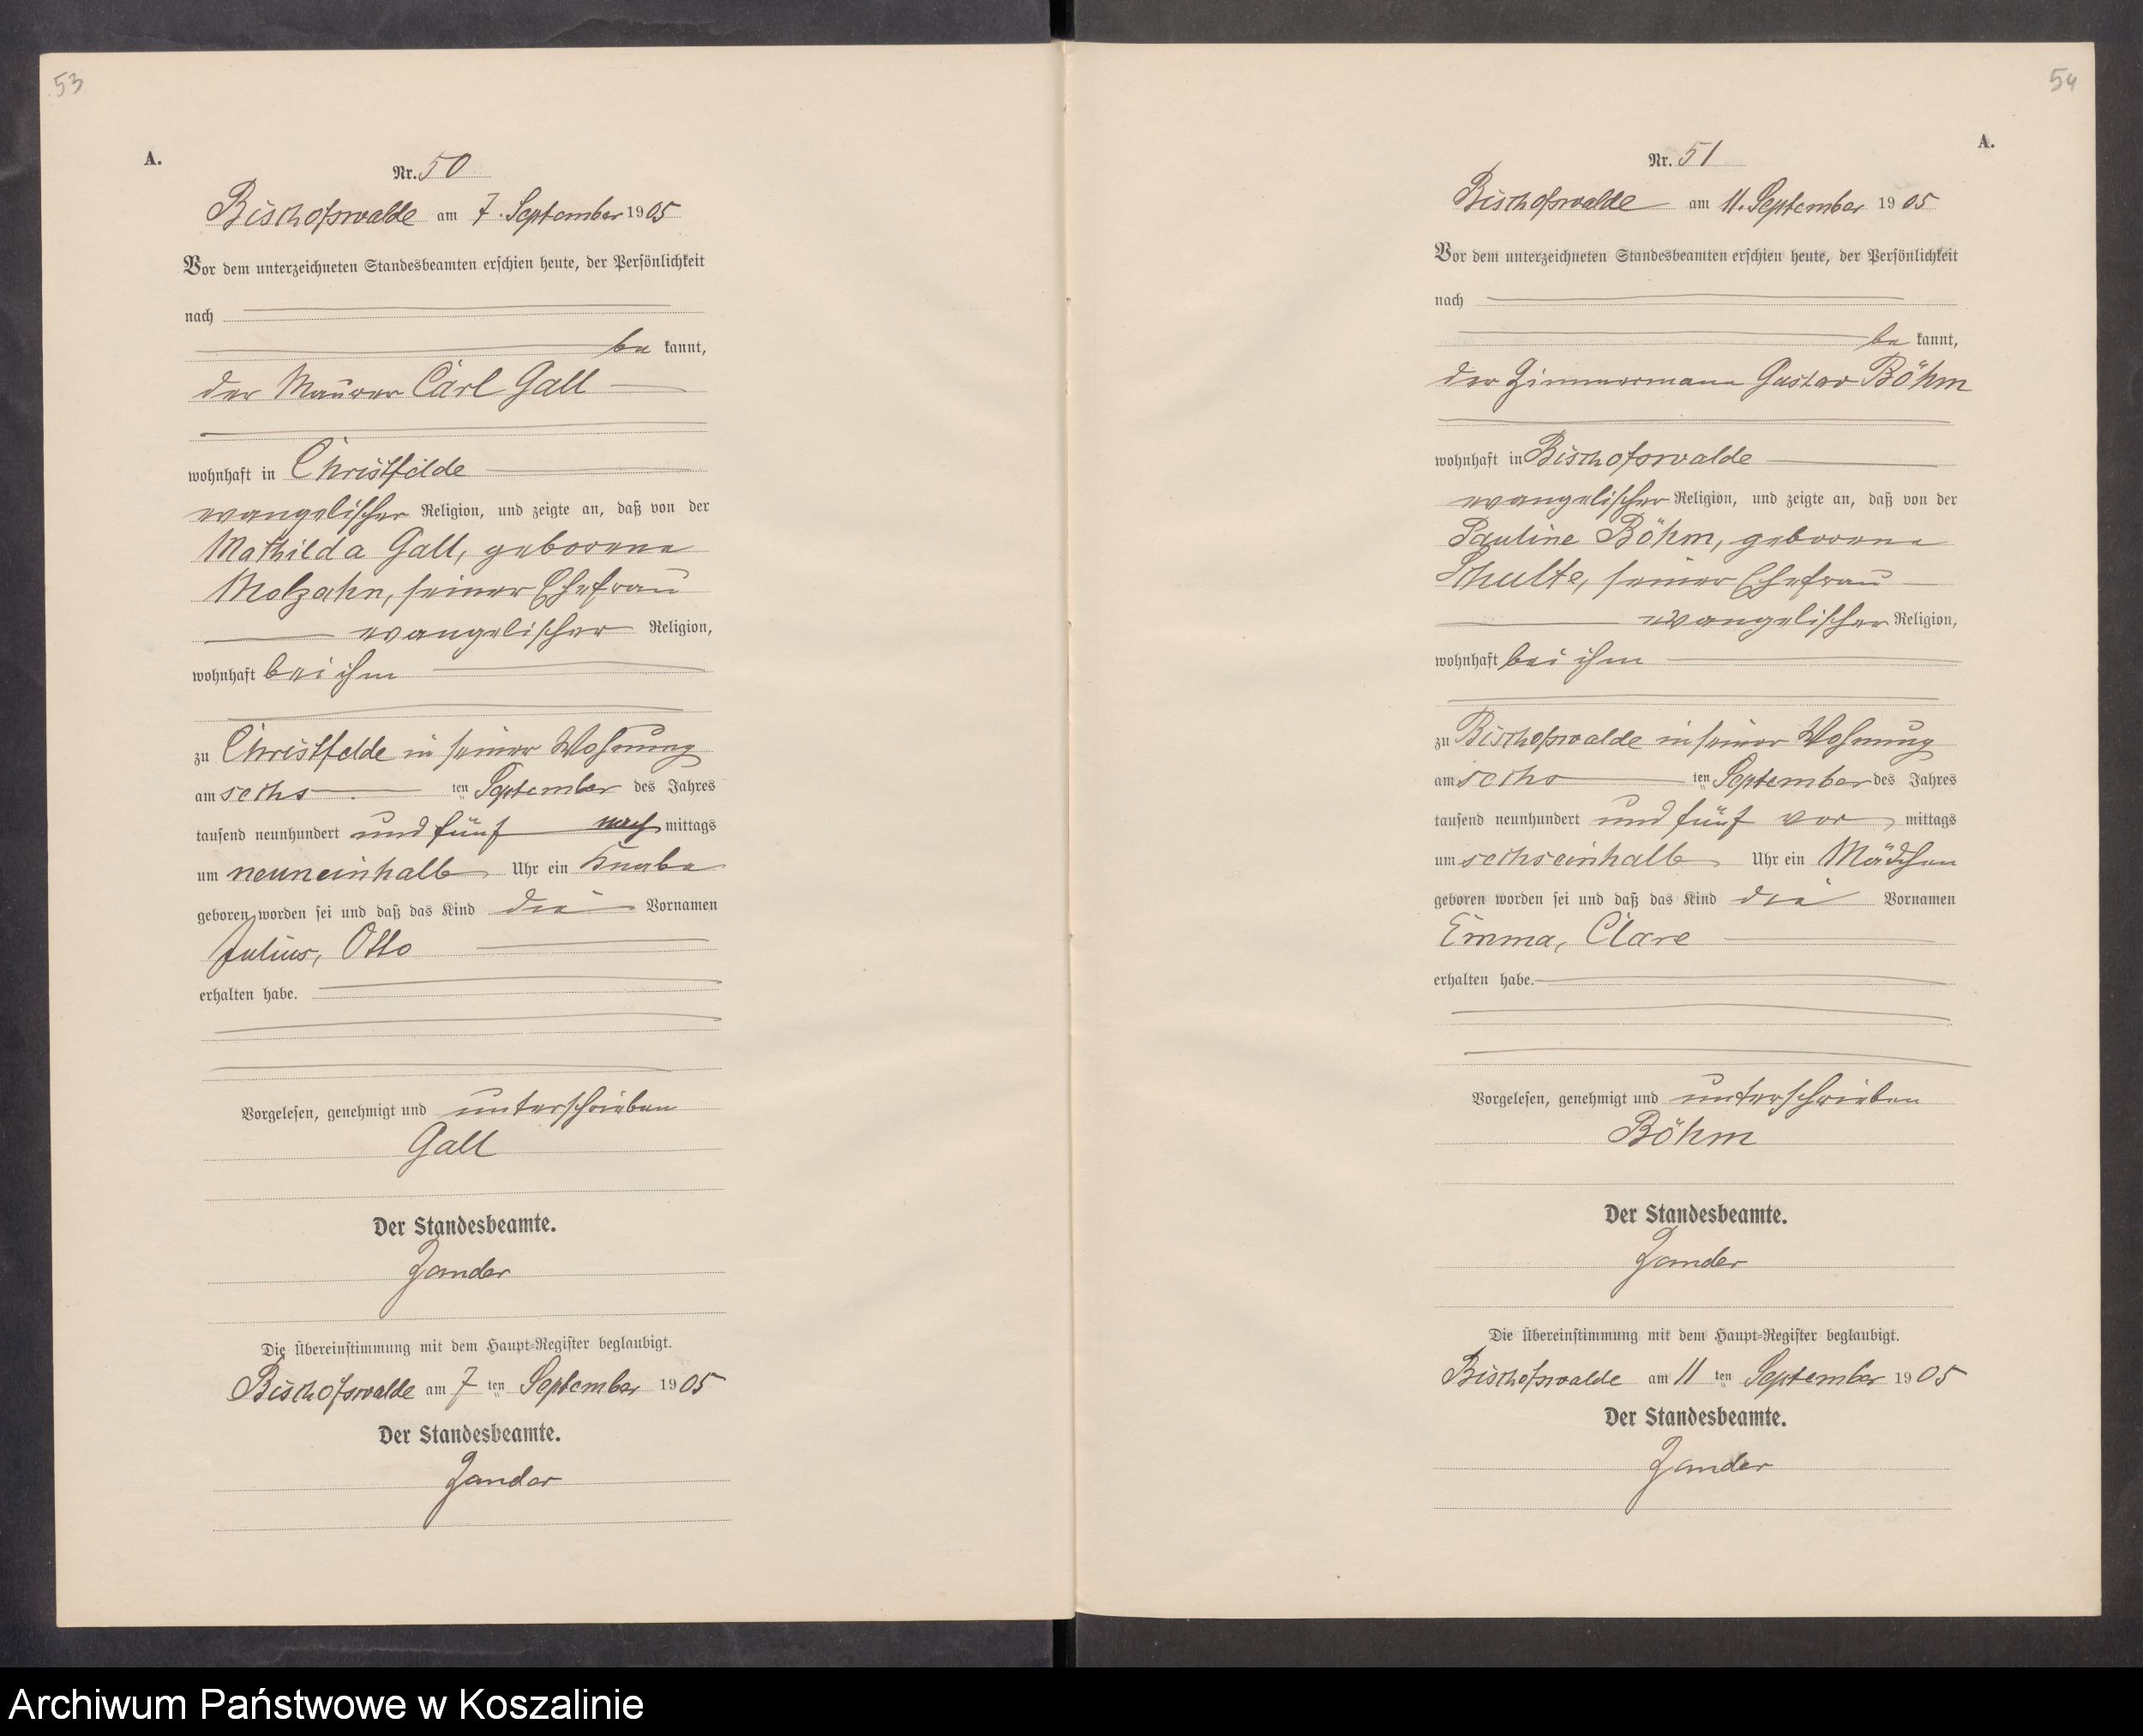 53
A.
Nr. 50
Bischofswalde am 7. September 1905
Vor dem unterzeichneten Standesbeamten erschien heute, der Persönlichkeit
nach
be kannt,
der Maurer Carl Gall
wohnhaft in Christfelde
evangelischer Religion, und zeigte an, daß von der
Mathilda Gall, geborene
Molzahn, seiner Ehefrau
evangelischer Religion,
wohnhaft bei ihm
zu Christfelde in seiner Wohnung
am sechs ten September des Jahres
tausend neunhundert und fünf nach mittags
um neuneinhalb Uhr ein Knabe
geboren worden sei und daß das Kind die Vornamen
Julius, Otto
erhalten habe.
Vorgelesen, genehmigt und unterschrieben
Gall
Der Standesbeamte.
Zander
Die Übereinstimmung mit dem Haupt-Register beglaubigt.
Bischofswalde am 7 ten September 1905
Der Standesbeamte.
Zander
54
A.
Nr. 51
Bischofswalde am 11. September 1905
Vor dem unterzeichneten Standesbeamten erschien heute, der Persönlichkeit
nach
be kannt,
der Zimmermann Gustav Böhm
wohnhaft in Bischofswalde
evangelischer Religion, und zeigte an, daß von der
Pauline Böhm, geborene
seiner Ehefrau
evangelischer Religion,
wohnhaft bei ihm
zu Bischofswalde in seiner Wohnung
am sechs ten September des Jahres
tausend neunhundert und fünf vor mittags
um sechseinhalb Uhr ein Mädchen
geboren worden sei und daß das Kind die Vornamen
Emma, Clare
erhalten habe.
Vorgelesen, genehmigt und unterschrieben
Böhm
Der Standesbeamte.
Zander
Die Übereinstimmung mit dem Haupt-Register beglaubigt.
Bischofswalde am 11 ten September 1905
Der Standesbeamte.
Zander
Archiwum Państwowe w Koszalinie